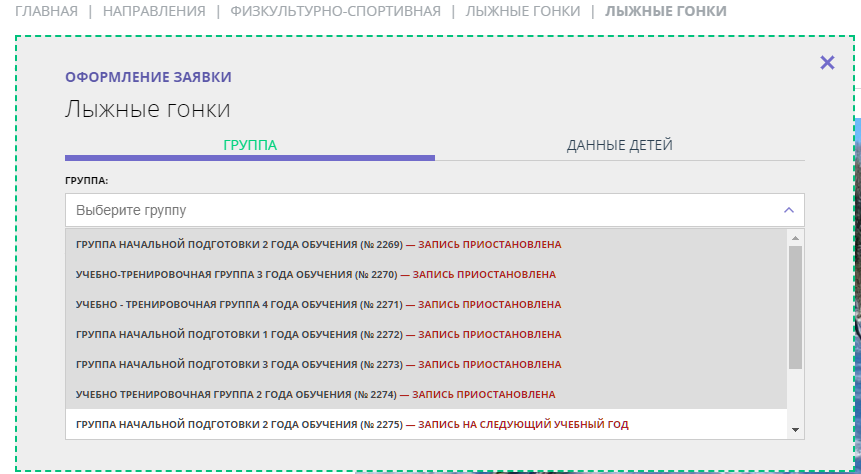 ГЛАВНАЯ | НАПРАВЛЕНИЯ | ФИЗКУЛЬТУРНО-СПОРТИВНАЯ | ЛЫЖНЫЕ ГОНКИ | ЛЫЖНЫЕ ГОНКИ
ОФОРМЛЕНИЕ ЗАЯВКИ
Лыжные гонки
ГРУППА ДАННЫЕ ДЕТЕЙ
ГРУППА:
Выберите группу
ГРУППА НАЧАЛЬНОЙ ПОДГОТОВКИ 2 ГОДА ОБУЧЕНИЯ (№ 2269) — ЗАПИСЬ ПРИОСТАНОВЛЕНА
УЧЕБНО-ТРЕНИРОВОЧНАЯ ГРУППА 3 ГОДА ОБУЧЕНИЯ (№ 2270) — ЗАПИСЬ ПРИОСТАНОВЛЕНА
УЧЕБНО - ТРЕНИРОВОЧНАЯ ГРУППА 4 ГОДА ОБУЧЕНИЯ (№ 2271) — ЗАПИСЬ ПРИОСТАНОВЛЕНА
ГРУППА НАЧАЛЬНОЙ ПОДГОТОВКИ 1 ГОДА ОБУЧЕНИЯ (№ 2272) — ЗАПИСЬ ПРИОСТАНОВЛЕНА
ГРУППА НАЧАЛЬНОЙ ПОДГОТОВКИ 3 ГОДА ОБУЧЕНИЯ (№ 2273) — ЗАПИСЬ ПРИОСТАНОВЛЕНА
УЧЕБНО ТРЕНИРОВОЧНАЯ ГРУППА 2 ГОДА ОБУЧЕНИЯ (№ 2274) — ЗАПИСЬ ПРИОСТАНОВЛЕНА
ГРУППА НАЧАЛЬНОЙ ПОДГОТОВКИ 2 ГОДА ОБУЧЕНИЯ (№ 2275) — ЗАПИСЬ НА СЛЕДУЮЩИЙ УЧЕБНЫЙ ГОД